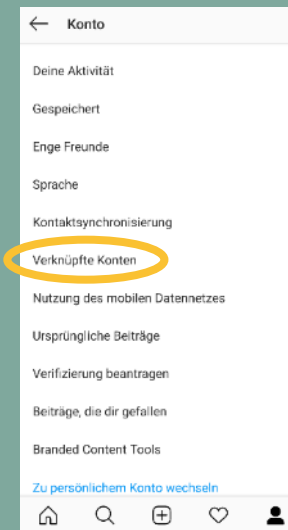 Konto
Deine Aktivität
Gespeichert
Enge Freunde
Sprache
Kontaktsynchronisierung
Verknüpfte Konten
Nutzung des mobilen Datennetzes
Ursprüngliche Beiträge
Verifizierung beantragen
Beiträge, die dir gefallen
Branded Content Tools
Zu persönlichem Konto wechseln